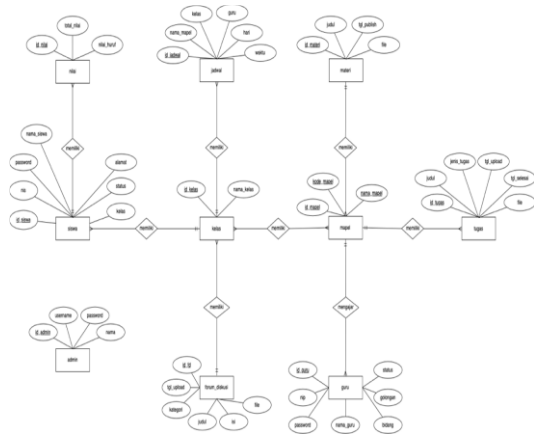 total_nilai
id_nilai
nilai_huruf
nilai
kelas
guru
nama_mapel
hari
id_jadwal
waktu
jadwal
judul
tgl_publish
id_materi
file
materi
memiliki
memiliki
memiliki
nama_siswa
password
alamat
nip
status
id_siswa
kelas
siswa
memiliki
id_kelas
nama_kelas
kelas
memiliki
kode_mapel
nama_mapel
id_mapel
mapel
memiliki
jenis_tugas
tgl_upload
judul
tgl_selesai
id_tugas
file
tugas
username
password
id_admin
nama
admin
memiliki
mengajar
id_fd
tgl_upload
kategori
judul
isi
file
forum_diskusi
id_guru
status
nip
golongan
password
nama_guru
bidang
guru